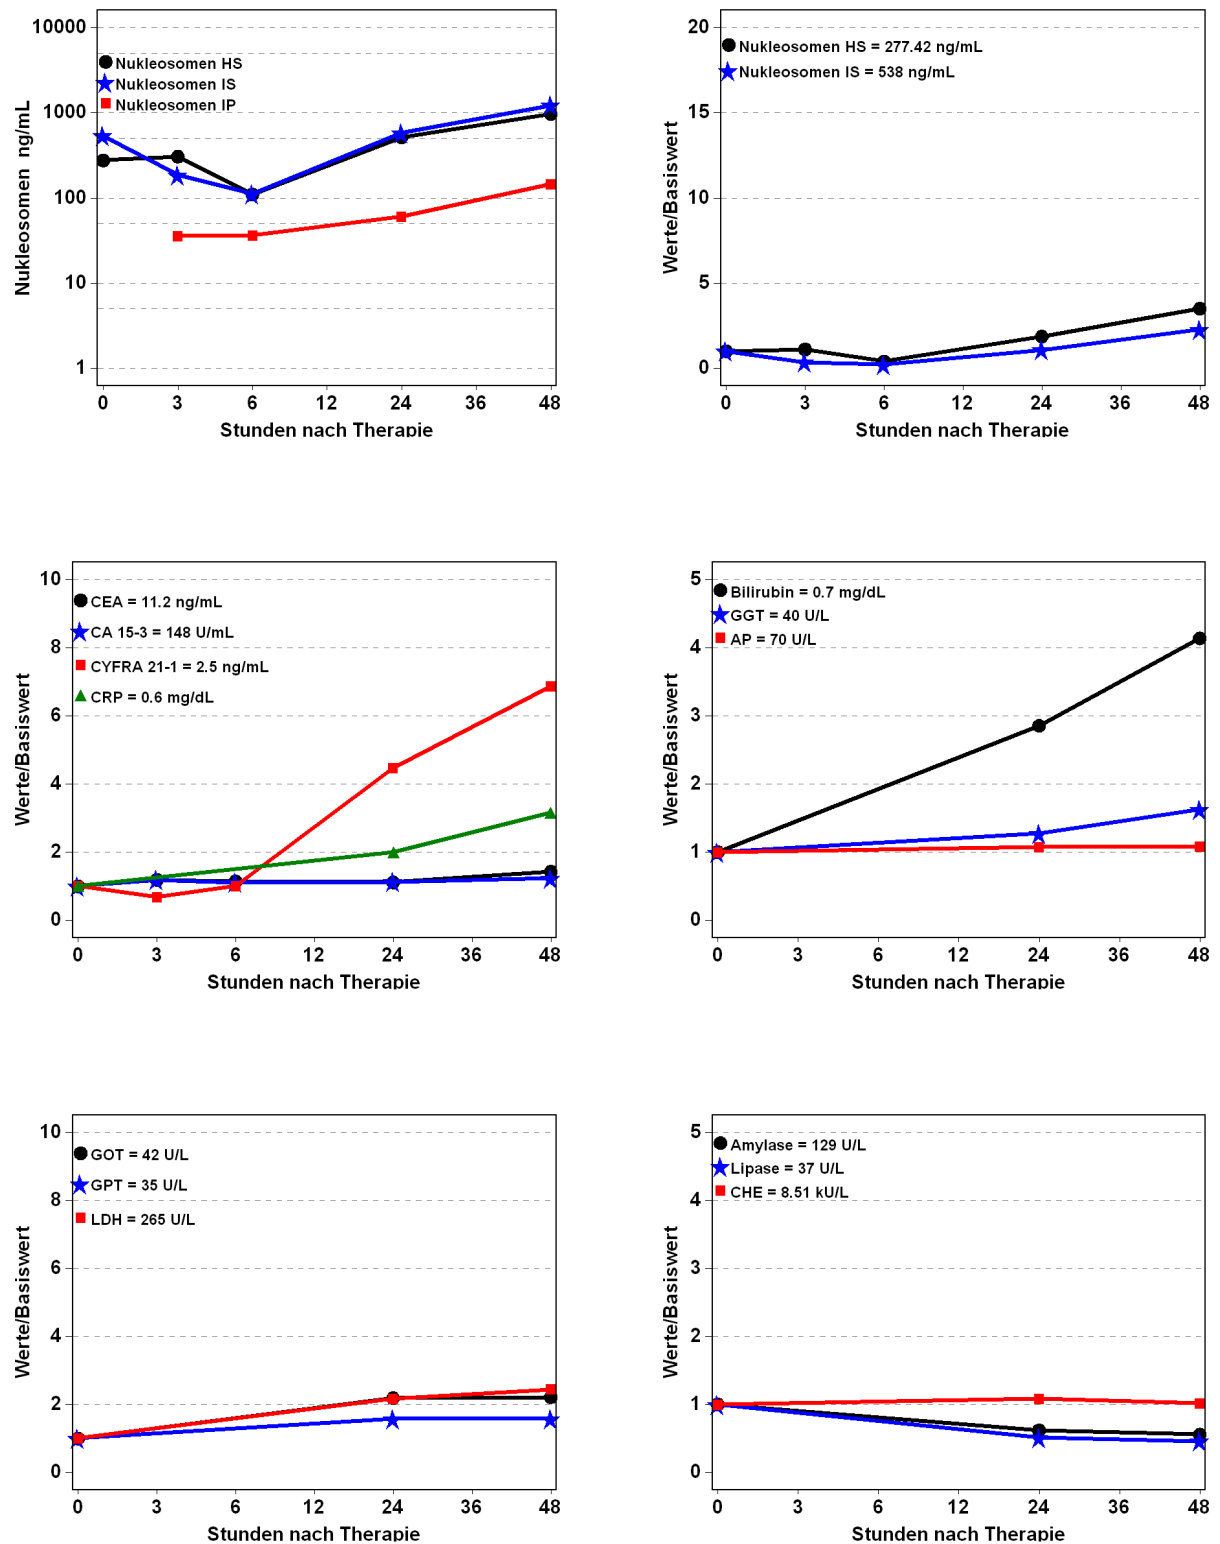 10000
1000
100
10
1
Nukleosomen ng/mL
Nukleosomen HS
Nukleosomen IS
Nukleosomen IP
0 3 6 12 24 36 48
Stunden nach Therapie
20
15
10
5
0
Werte/Basiswert
Nukleosomen HS = 277.42 ng/mL
Nukleosomen IS = 538 ng/mL
0 3 6 12 24 36 48
Stunden nach Therapie
10
8
6
4
2
0
Werte/Basiswert
CEA = 11.2 ng/mL
CA 15-3 = 148 U/mL
CYFRA 21-1 = 2.5 ng/mL
CRP = 0.6 mg/dL
0 3 6 12 24 36 48
Stunden nach Therapie
5
4
3
2
1
0
Werte/Basiswert
Bilirubin = 0.7 mg/dL
GGT = 40 U/L
AP = 70 U/L
0 3 6 12 24 36 48
Stunden nach Therapie
10
8
6
4
2
0
Werte/Basiswert
GOT = 42 U/L
GPT = 35 U/L
LDH = 265 U/L
0 3 6 12 24 36 48
Stunden nach Therapie
5
4
3
2
1
0
Werte/Basiswert
Amylase = 129 U/L
Lipase = 37 U/L
CHE = 8.51 kU/L
0 3 6 12 24 36 48
Stunden nach Therapie